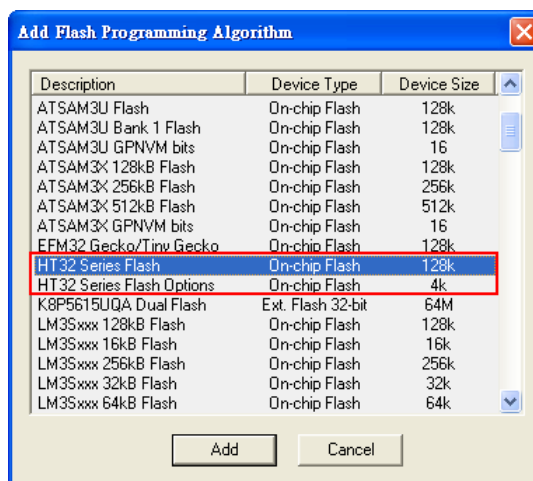 Add Flash Programming Algorithm
Description Device Type Device Size
ATSAM3U Flash On-chip Flash 128k
ATSAM3U Bank 1 Flash On-chip Flash 128k
ATSAM3U GPNVM bits On-chip Flash 16
ATSAM3X 128kB Flash On-chip Flash 128k
ATSAM3X 256kB Flash On-chip Flash 256k
ATSAM3X 512kB Flash On-chip Flash 512k
ATSAM3X GPNVM bits On-chip Flash 16
EFM32 Gecko/Tiny Gecko On-chip Flash 128k
HT32 Series Flash On-chip Flash 128k
HT32 Series Flash Options On-chip Flash 4k
K8P5615UQA Dual Flash Ext. Flash 32-bit 64M
LM3Sxxx 128kB Flash On-chip Flash 128k
LM3Sxxx 16kB Flash On-chip Flash 16k
LM3Sxxx 256kB Flash On-chip Flash 256k
LM3Sxxx 32kB Flash On-chip Flash 32k
LM3Sxxx 64kB Flash On-chip Flash 64k
Add Cancel